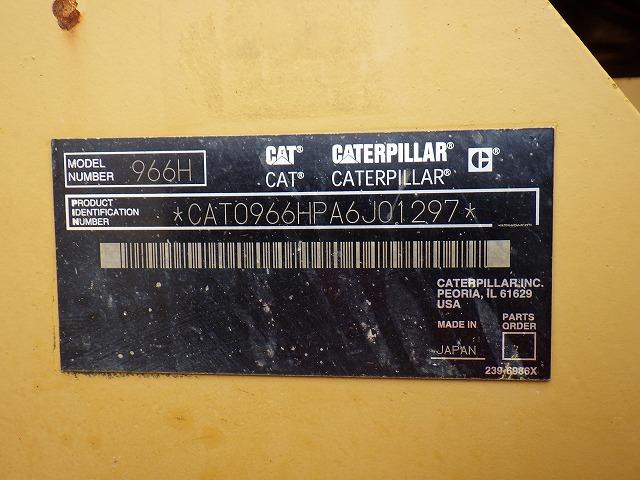 MODEL NUMBER 966H
CAT® CATERPILLAR® C®
CAT® CATERPILLAR®
PRODUCT IDENTIFICATION NUMBER *CAT0966HPA6J01297*
CATERPILLAR INC.
PEORIA, IL 61629
USA
MADE IN JAPAN
PARTS ORDER
239-6986X